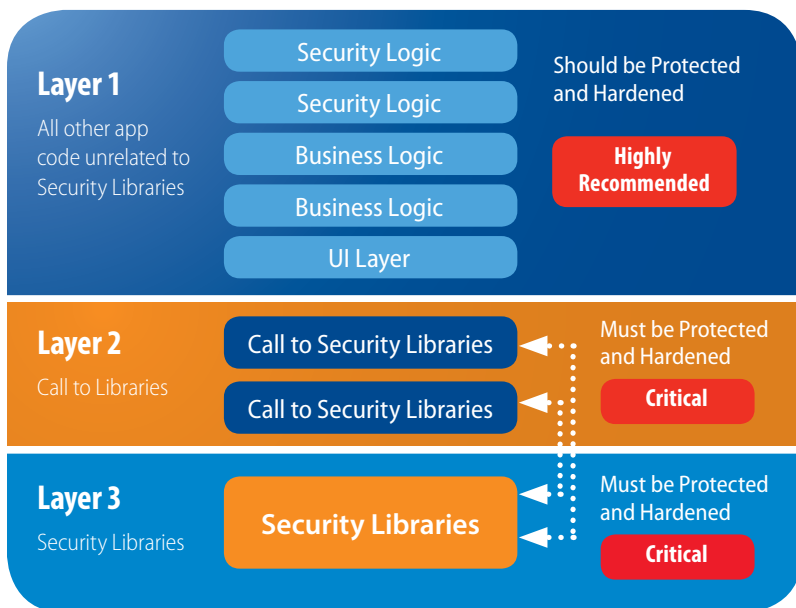 Layer 1
All other app
code unrelated to
Security Libraries
Security Logic
Security Logic
Business Logic
Business Logic
UI Layer
Should be Protected
and Hardened
Highly
Recommended
Layer 2
Call to Libraries
Call to Security Libraries
Call to Security Libraries
Must be Protected
and Hardened
Critical
Layer 3
Security Libraries
Security Libraries
Must be Protected
and Hardened
Critical